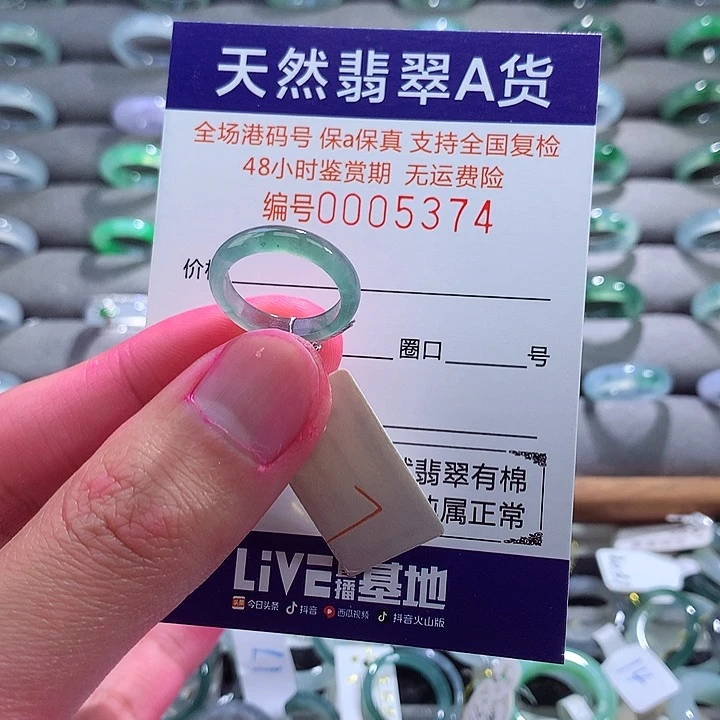 天然翡翠A货
全场港码号 保a保真 支持全国复检
48小时鉴赏期 无运费险
编号0005374
价
圈口 号
翡翠有棉
属正常
LiVE直播基地
今日头条 抖音 西瓜视频 抖音火山版